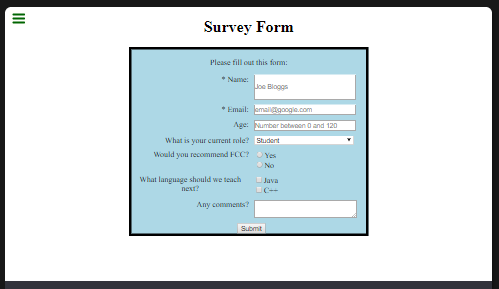 Survey Form
Please fill out this form:
* Name:
Joe Bloggs
* Email:
email@google.com
Age:
Number between 0 and 120
What is your current role?
Student
Would you recommend FCC?
Yes
No
What language should we teach
next?
Java
C++
Any comments?
Submit